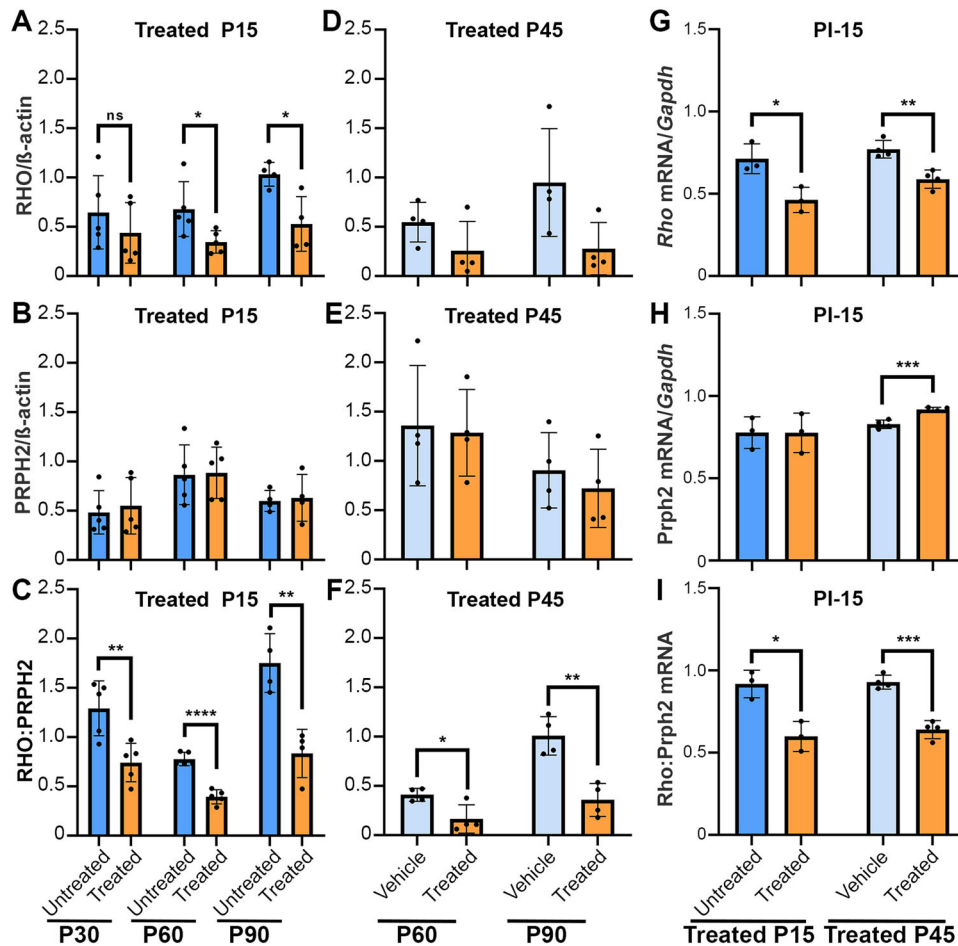 A
Treated P15
RHO/ß-actin
2.5
2.0
1.5
1.0
0.5
0
ns
*
*
D
Treated P45
2.5
2.0
1.5
1.0
0.5
0
G
PI-15
Rho mRNA/Gapdh
1.5
1.0
0.5
0
*
**
B
Treated P15
PRPH2/ß-actin
2.5
2.0
1.5
1.0
0.5
0
E
Treated P45
2.5
2.0
1.5
1.0
0.5
0
H
PI-15
Prph2 mRNA/Gapdh
1.5
1.0
0.5
0
***
C
Treated P15
RHO:PRPH2
2.5
2.0
1.5
1.0
0.5
0
**
****
**
Untreated
Treated
Untreated
Treated
Untreated
Treated
P30
P60
P90
F
Treated P45
2.5
2.0
1.5
1.0
0.5
0
*
**
Vehicle
Treated
Vehicle
Treated
P60
P90
I
PI-15
Rho:Prph2 mRNA
1.5
1.0
0.5
0
*
***
Untreated
Treated
Vehicle
Treated
Treated P15
Treated P45